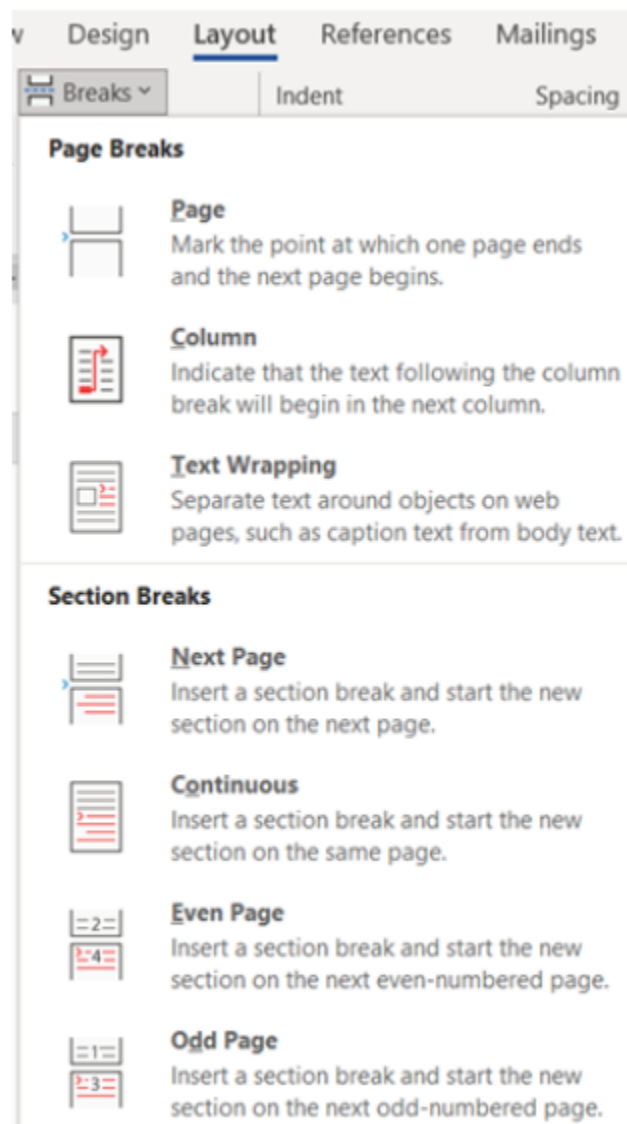 Design Layout References Mailings
Breaks Indent Spacing
Page Breaks
Page
Mark the point at which one page ends
and the next page begins.
Column
Indicate that the text following the column
break will begin in the next column.
Text Wrapping
Separate text around objects on web
pages, such as caption text from body text.
Section Breaks
Next Page
Insert a section break and start the new
section on the next page.
Continuous
Insert a section break and start the new
section on the same page.
=2=
Even Page
=4=
Insert a section break and start the new
section on the next even-numbered page.
=1=
Odd Page
=3=
Insert a section break and start the new
section on the next odd-numbered page.